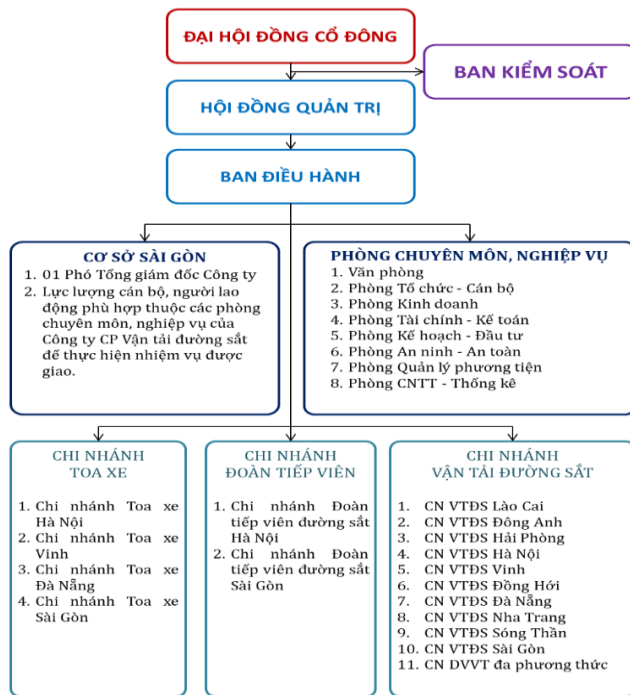 ĐẠI HỘI ĐỒNG CỔ ĐÔNG
BAN KIỂM SOÁT
HỘI ĐỒNG QUẢN TRỊ
BAN ĐIỀU HÀNH
CƠ SỞ SÀI GÒN
1. 01 Phó Tổng giám đốc Công ty
2. Lực lượng cán bộ, người lao
động phù hợp thuộc các phòng
chuyên môn, nghiệp vụ của
Công ty CP Vận tải đường sắt
để thực hiện nhiệm vụ được
giao.
PHÒNG CHUYÊN MÔN, NGHIỆP VỤ
1. Văn phòng
2. Phòng Tổ chức - Cán bộ
3. Phòng Kinh doanh
4. Phòng Tài chính - Kế toán
5. Phòng Kế hoạch - Đầu tư
6. Phòng An ninh - An toàn
7. Phòng Quản lý phương tiện
8. Phòng CNTT - Thống kê
CHI NHÁNH
TOA XE
1. Chi nhánh Toa xe
Hà Nội
2. Chi nhánh Toa xe
Vinh
3. Chi nhánh Toa xe
Đà Nẵng
4. Chi nhánh Toa xe
Sài Gòn
CHI NHÁNH
ĐOÀN TIẾP VIÊN
1. Chi nhánh Đoàn
tiếp viên đường sắt
Hà Nội
2. Chi nhánh Đoàn
tiếp viên đường sắt
Sài Gòn
CHI NHÁNH
VẬN TẢI ĐƯỜNG SẮT
1. CN VTĐS Lào Cai
2. CN VTĐS Đông Anh
3. CN VTĐS Hải Phòng
4. CN VTĐS Hà Nội
5. CN VTĐS Vinh
6. CN VTĐS Đồng Hới
7. CN VTĐS Đà Nẵng
8. CN VTĐS Nha Trang
9. CN VTĐS Sóng Thần
10. CN VTĐS Sài Gòn
11. CN DVVT đa phương thức